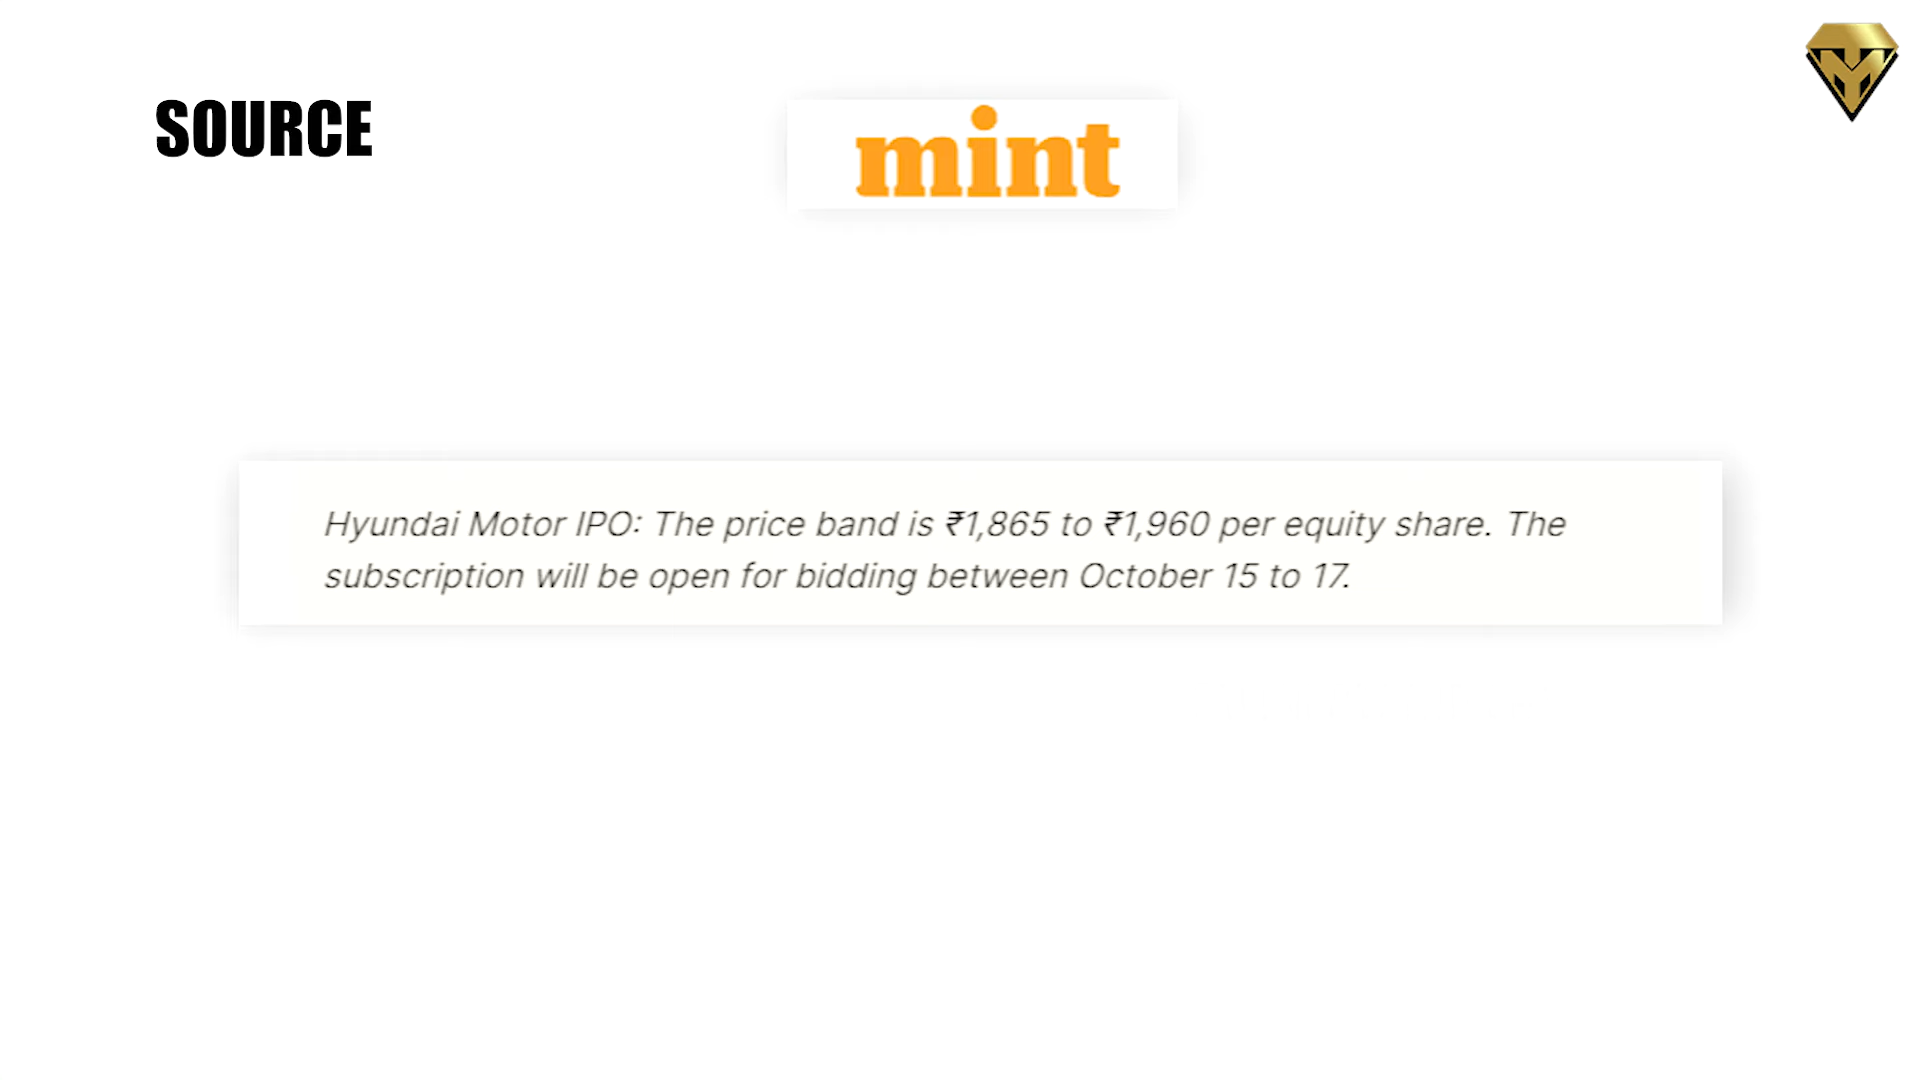 SOURCE
mint
Hyundai Motor IPO: The price band is ₹1,865 to ₹1,960 per equity share. The
subscription will be open for bidding between October 15 to 17.